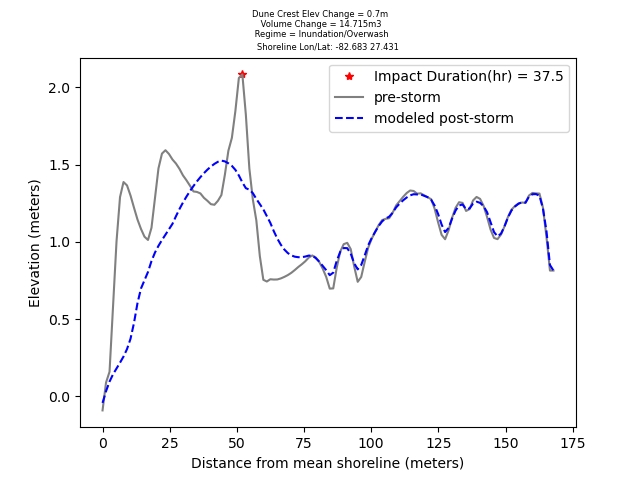 Dune Crest Elev Change = 0.7m
Volume Change = 14.715m3
Regime = Inundation/Overwash
Shoreline Lon/Lat: -82.683 27.431
Impact Duration(hr) = 37.5
pre-storm
modeled post-storm
Elevation (meters)
2.0
1.5
1.0
0.5
0.0
0 25 50 75 100 125 150 175
Distance from mean shoreline (meters)